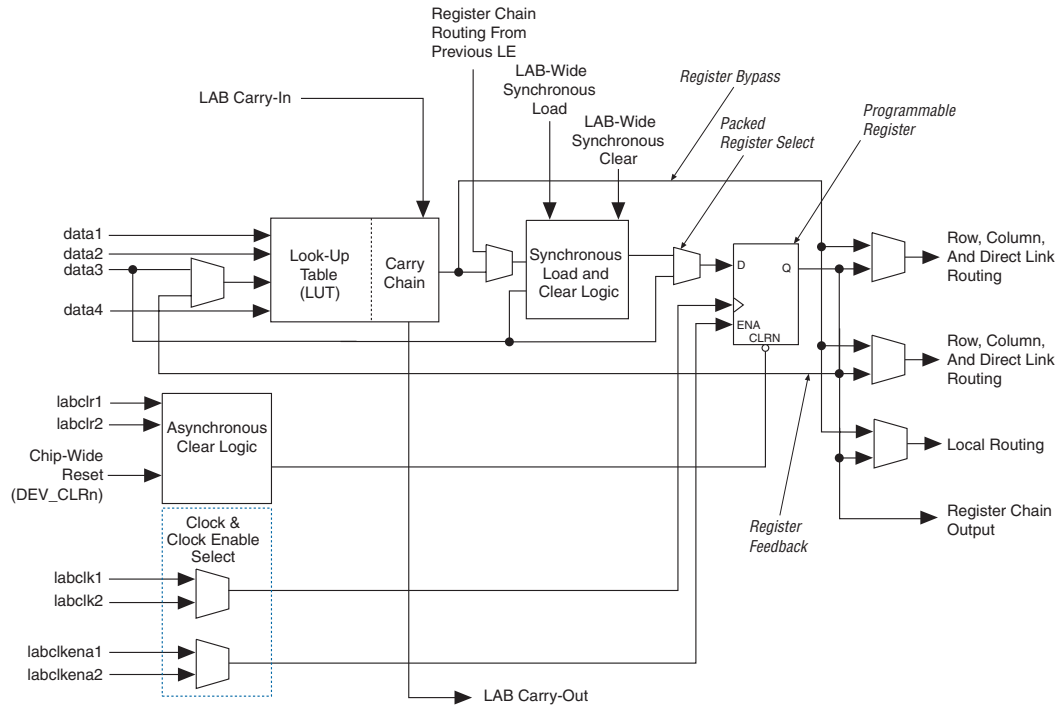 Register Chain
Routing From
Previous LE
LAB-Wide
Synchronous
Load
Register Bypass
Programmable
Register
LAB Carry-In
LAB-Wide
Synchronous
Clear
Packed
Register Select
data1
data2
data3
data4
Look-Up
Table
(LUT)
Carry
Chain
Synchronous
Load and
Clear Logic
D
Q
ENA
CLRN
Row, Column,
And Direct Link
Routing
Row, Column,
And Direct Link
Routing
labclr1
labclr2
Chip-Wide
Reset
(DEV_CLRn)
Asynchronous
Clear Logic
Local Routing
Register Chain
Output
Register
Feedback
Clock &
Clock Enable
Select
labclk1
labclk2
labclkena1
labclkena2
LAB Carry-Out